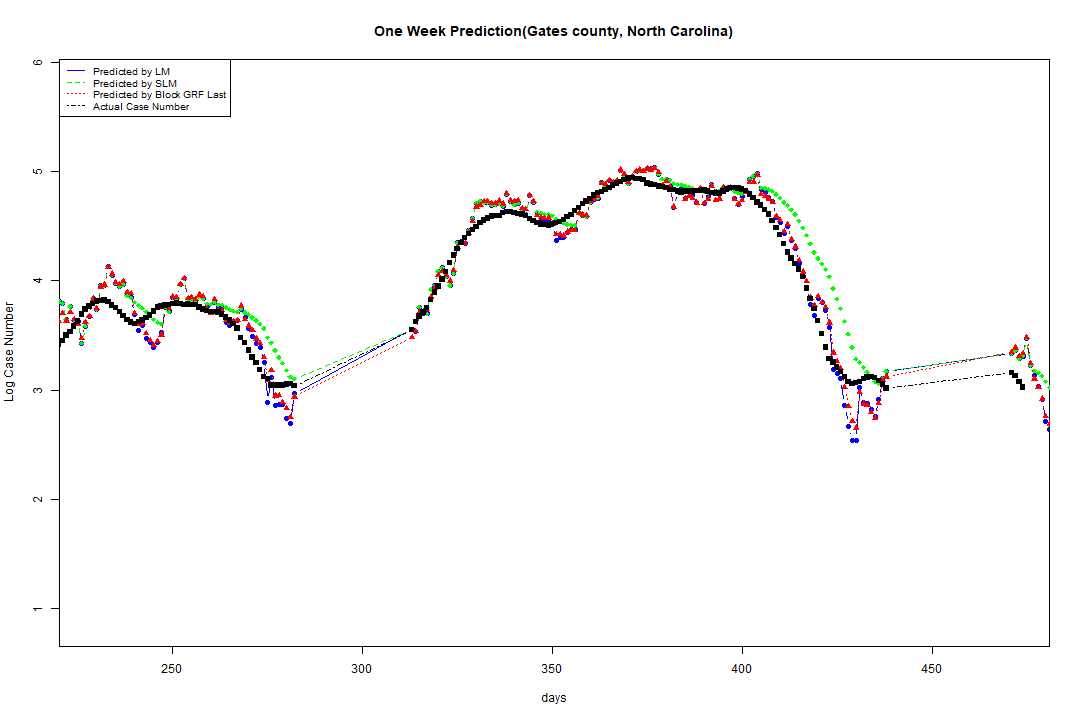 One Week Prediction(Gates county, North Carolina)
Predicted by LM
Predicted by SLM
Predicted by Block GRF Last
Actual Case Number
6
5
4
3
2
1
Log Case Number
250
300
350
400
450
days